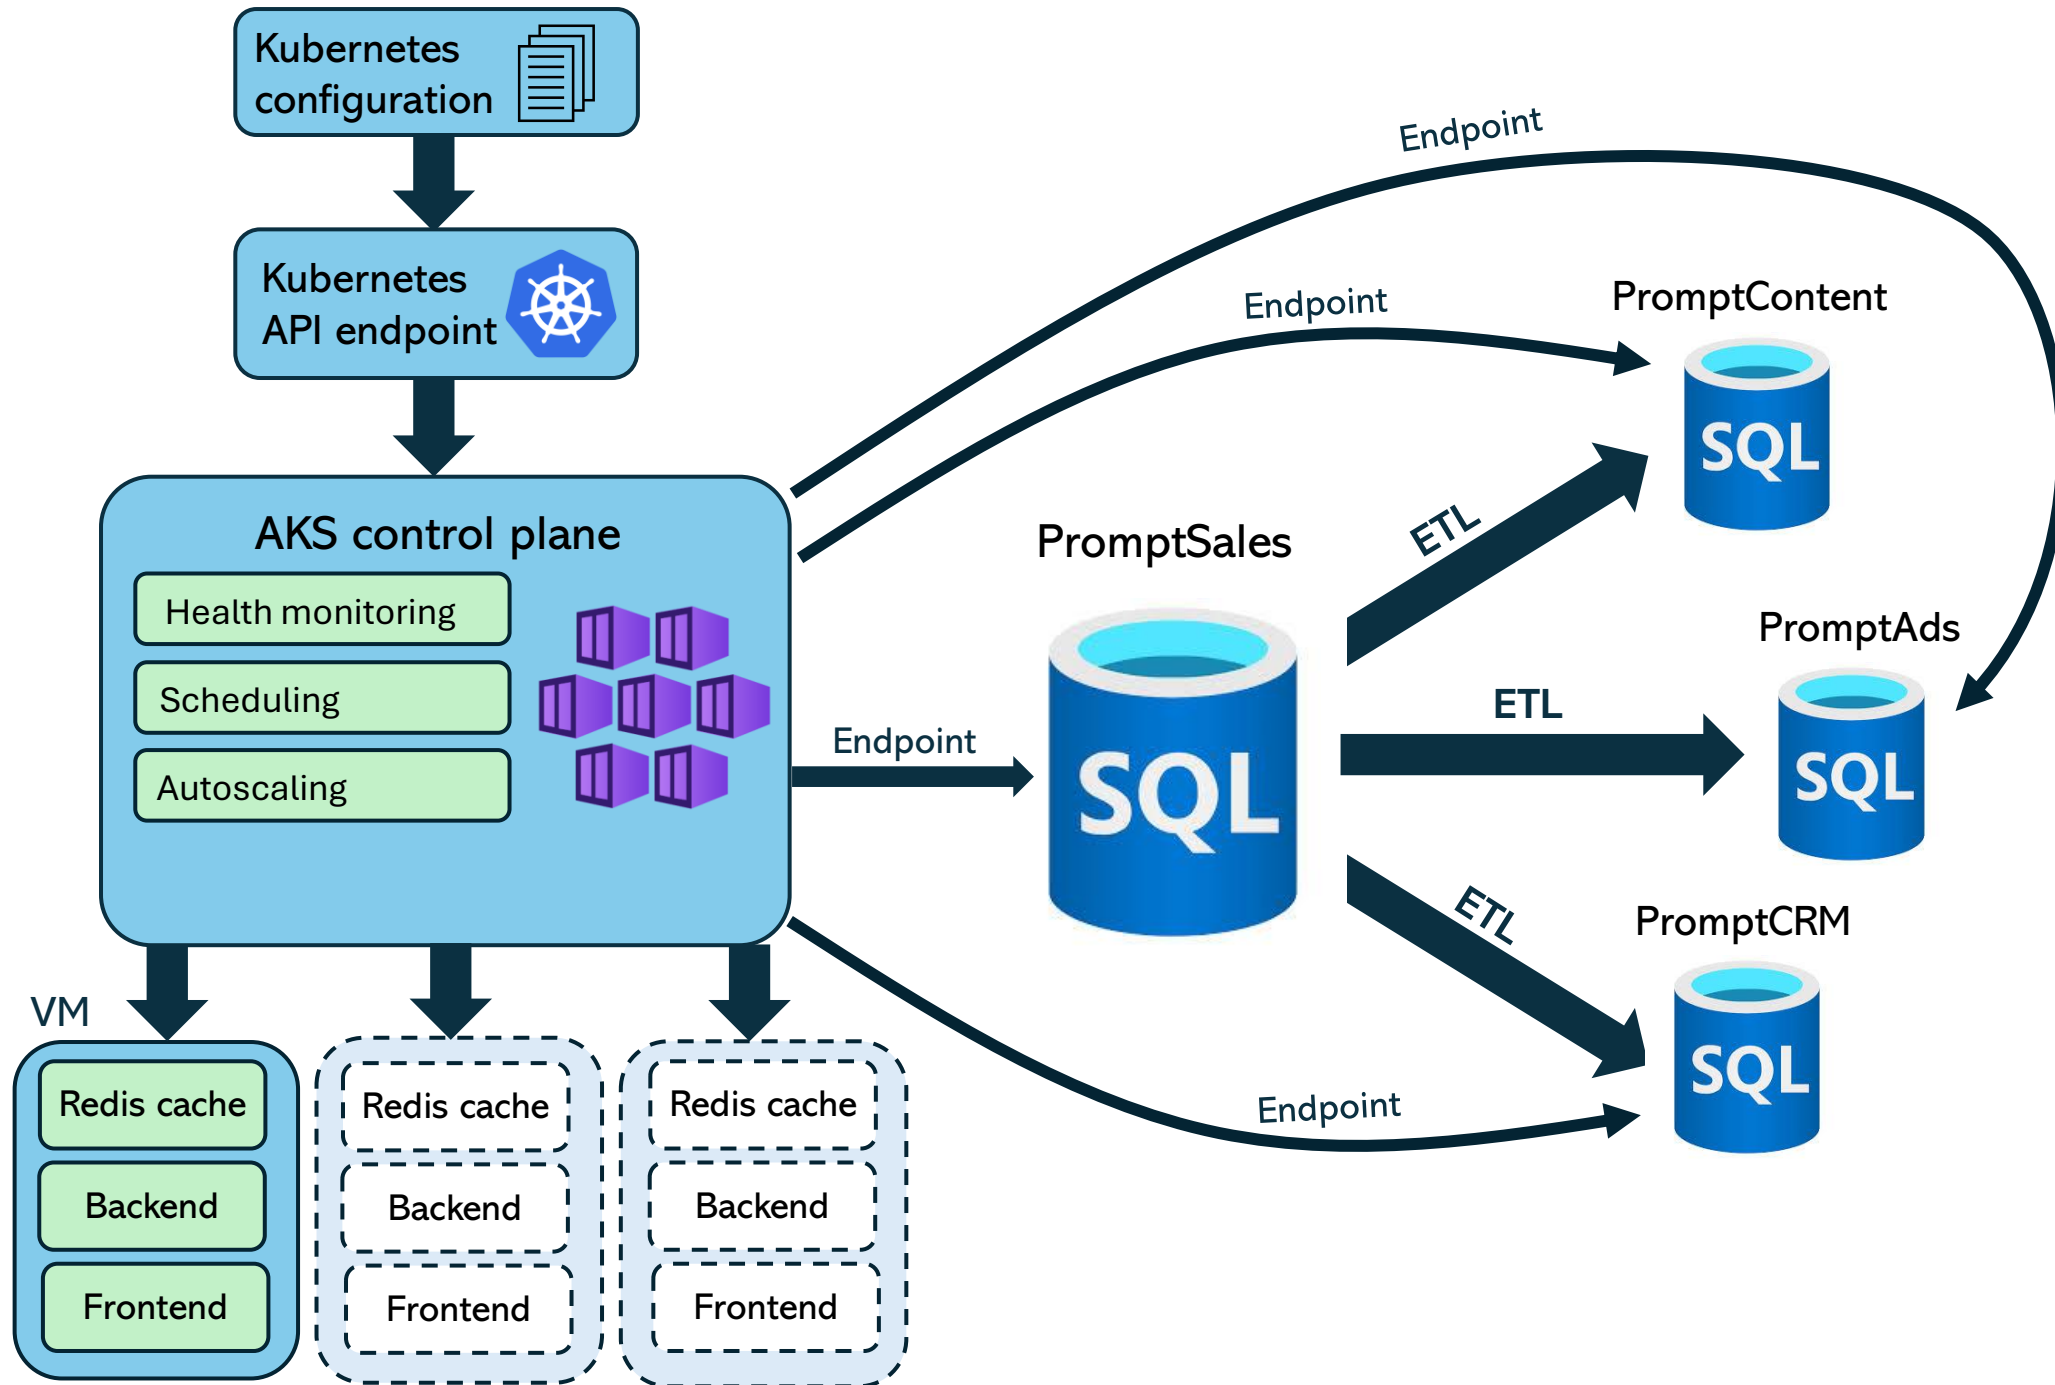 Kubernetes
configuration
Kubernetes
API endpoint
AKS control plane
Health monitoring
Scheduling
Autoscaling
VM
Redis cache
Backend
Frontend
Redis cache
Backend
Frontend
Redis cache
Backend
Frontend
Endpoint
Endpoint
Endpoint
Endpoint
PromptSales
SQL
ETL
ETL
ETL
PromptContent
SQL
PromptAds
SQL
PromptCRM
SQL